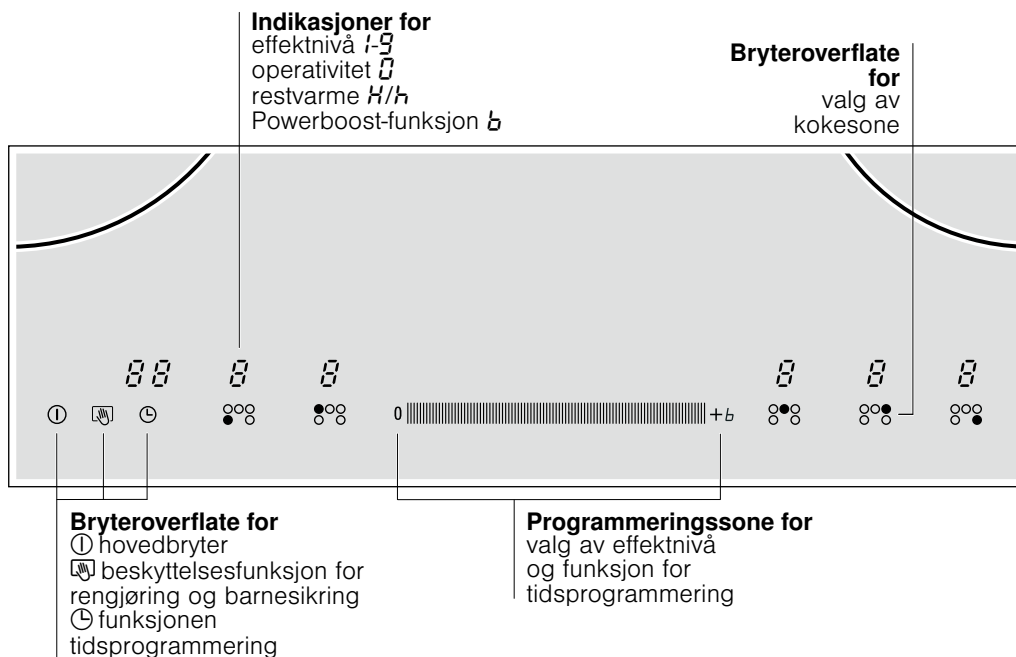 Indikasjoner for
effektnivå 1-9
operativitet 0
restvarme H/h
Powerboost-funksjon b
Bryteroverflate
for
valg av
kokesone
8 8 8 8 8 8 8
0 + b
Bryteroverflate for
hovedbryter
beskyttelsesfunksjon for
rengjøring og barnesikring
funksjonen
tidsprogrammering
Programmeringssone for
valg av effektnivå
og funksjon for
tidsprogrammering